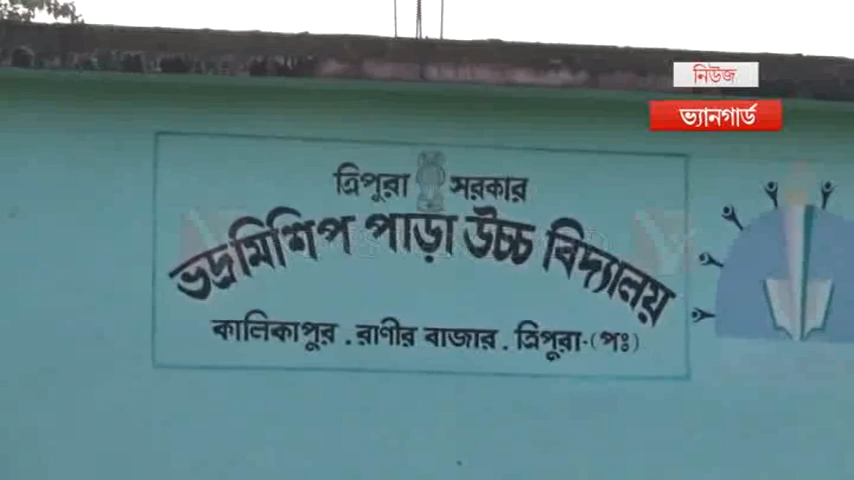 নিউজ
ভ্যানগার্ড
ত্রিপুরা সরকার
ভদ্রমিশিপ পাড়া উচ্চ বিদ্যালয়
কালিকাপুর . রাণীর বাজার . ত্রিপুরা-(পঃ)